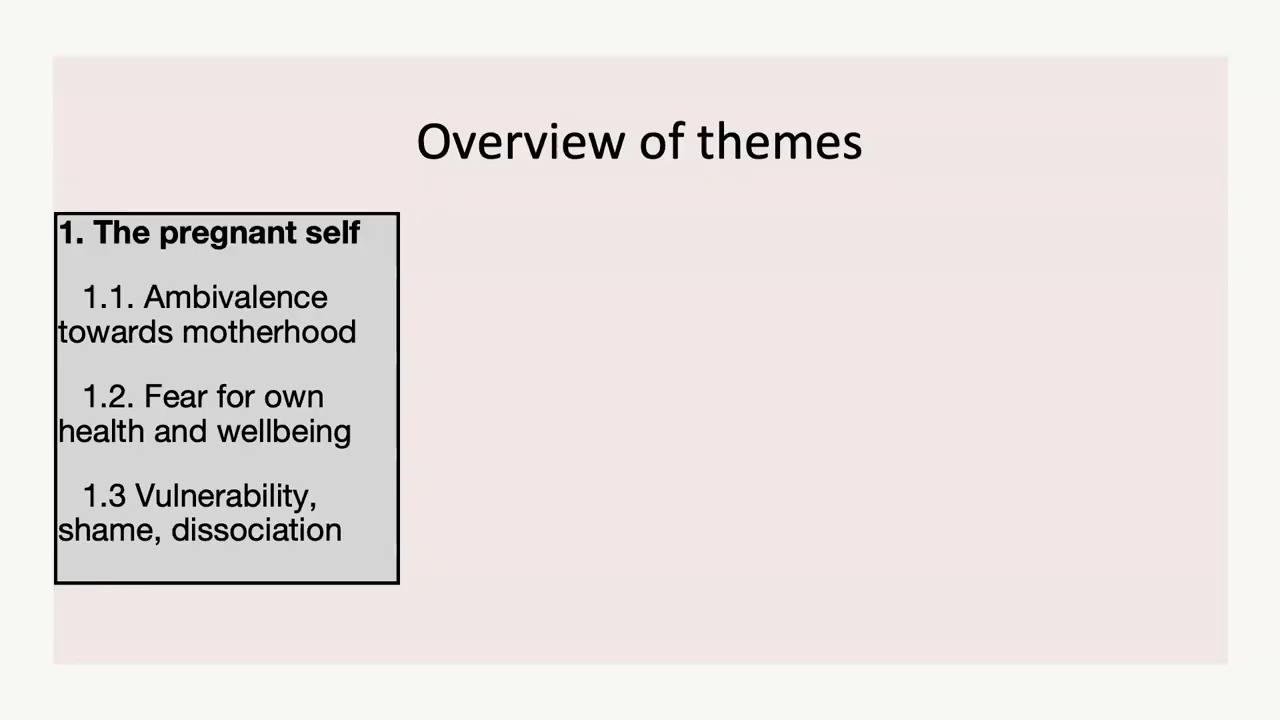 Overview of themes
1. The pregnant self
1.1. Ambivalence
towards motherhood
1.2. Fear for own
health and wellbeing
1.3 Vulnerability,
shame, dissociation